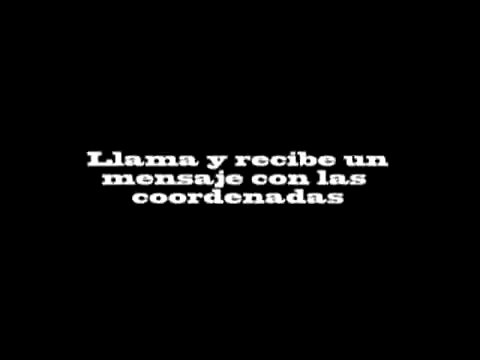 Llama y recibe un
mensaje con las
coordenadas